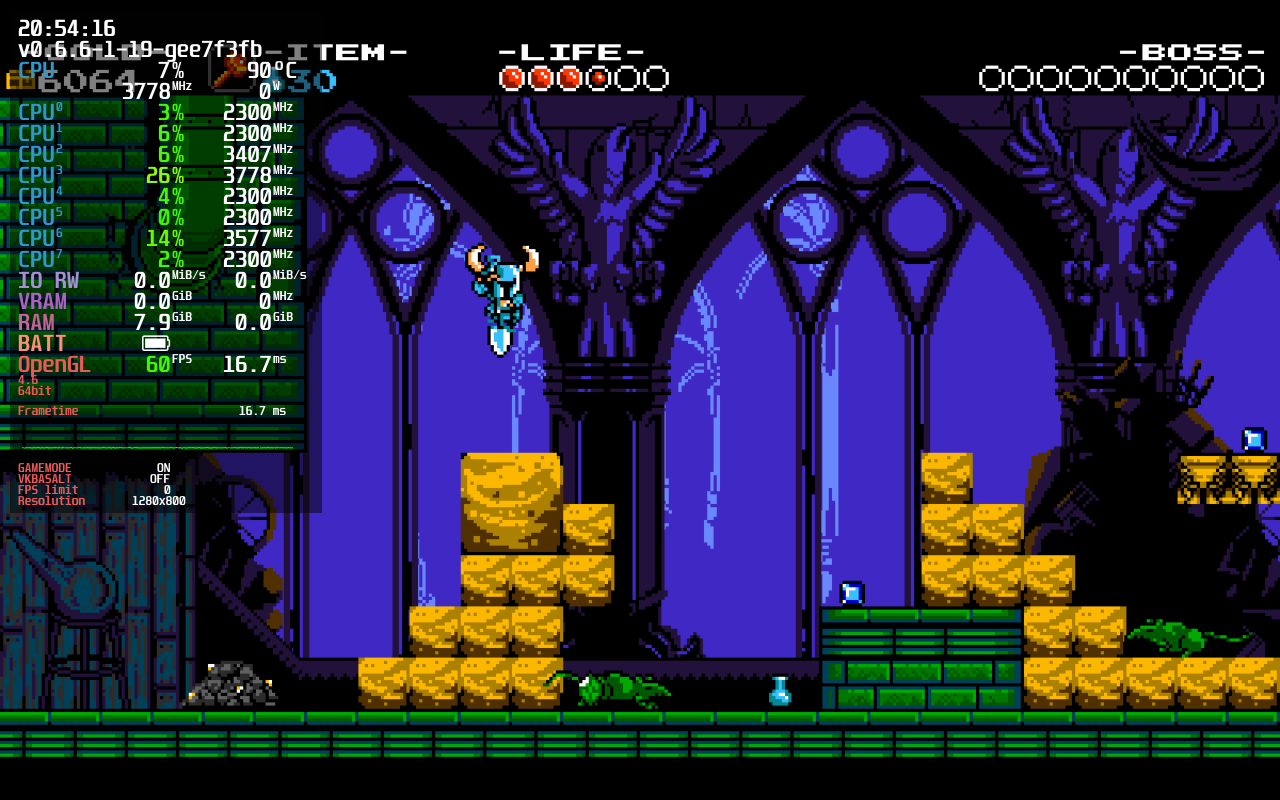 20:54:16
v0.6.6-1-19-gee7f3fb
-ITEM- -LIFE- -BOSS-
CPU 7% 90°C
6064 30
3778MHz 0W
CPU0 3% 2300MHz
CPU1 6% 2300MHz
CPU2 6% 3407MHz
CPU3 26% 3778MHz
CPU4 4% 2300MHz
CPU5 0% 2300MHz
CPU6 14% 3577MHz
CPU7 2% 2300MHz
IO RW 0.0MiB/s 0.0MiB/s
VRAM 0.0GiB 0MHz
RAM 7.9GiB 0.0GiB
BATT
OpenGL 60FPS 16.7ms
4.6
64bit
Frametime 16.7 ms
GAMEMODE ON
VKBASALT OFF
FPS limit 0
Resolution 1280x800